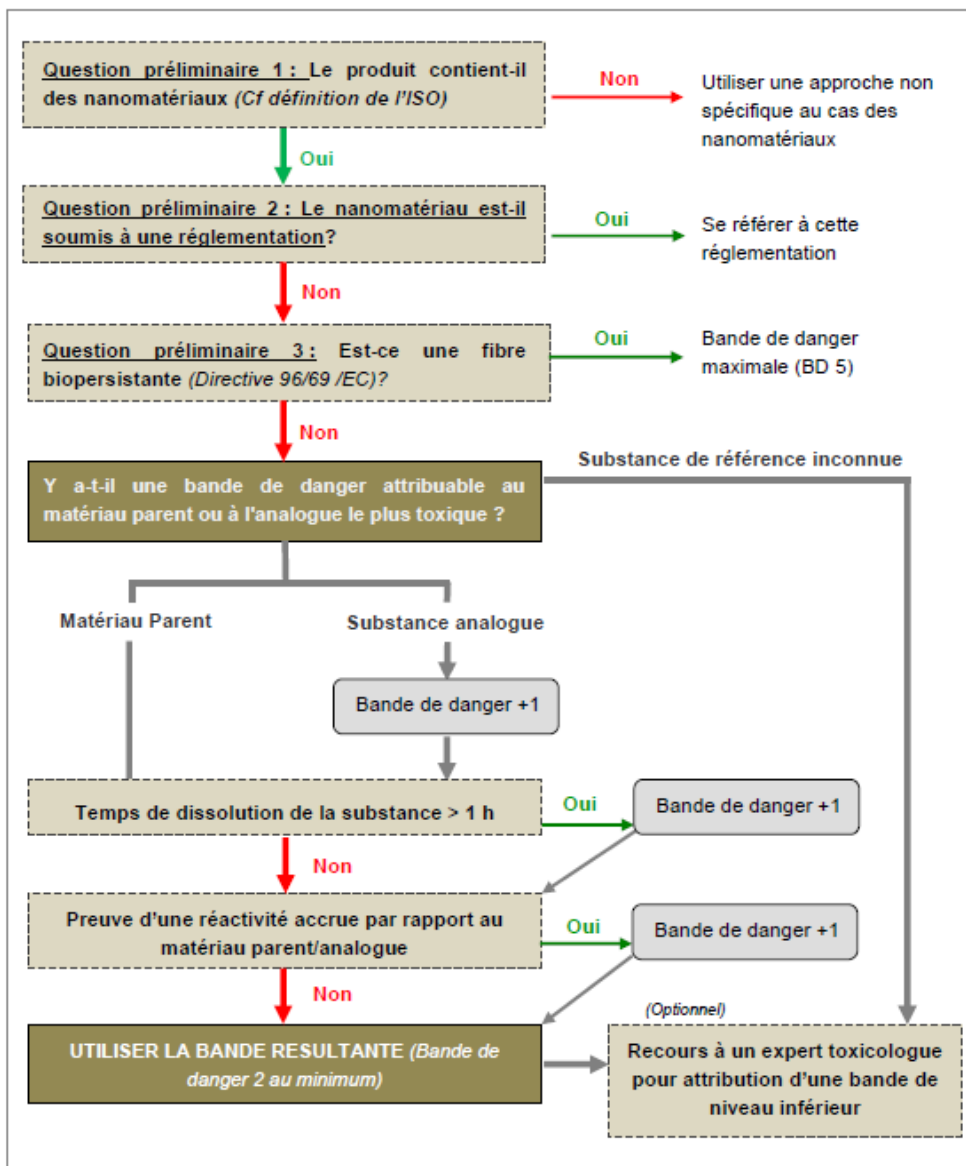 Question préliminaire 1 : Le produit contient-il
des nanomatériaux (Cf définition de l'ISO)
Non
Utiliser une approche non
spécifique au cas des
nanomatériaux
Oui
Question préliminaire 2 : Le nanomatériau est-il
soumis à une réglementation?
Oui
Se référer à cette
réglementation
Non
Question préliminaire 3 : Est-ce une fibre
biopersistante (Directive 96/69 /EC)?
Oui
Bande de danger
maximale (BD 5)
Non
Substance de référence inconnue
Y a-t-il une bande de danger attribuable au
matériau parent ou à l'analogue le plus toxique ?
Matériau Parent
Substance analogue
Bande de danger +1
Temps de dissolution de la substance > 1 h
Oui
Bande de danger +1
Non
Preuve d'une réactivité accrue par rapport au
matériau parent/analogue
Oui
Bande de danger +1
Non
(Optionnel)
UTILISER LA BANDE RESULTANTE (Bande de
danger 2 au minimum)
Recours à un expert toxicologue
pour attribution d'une bande de
niveau inférieur